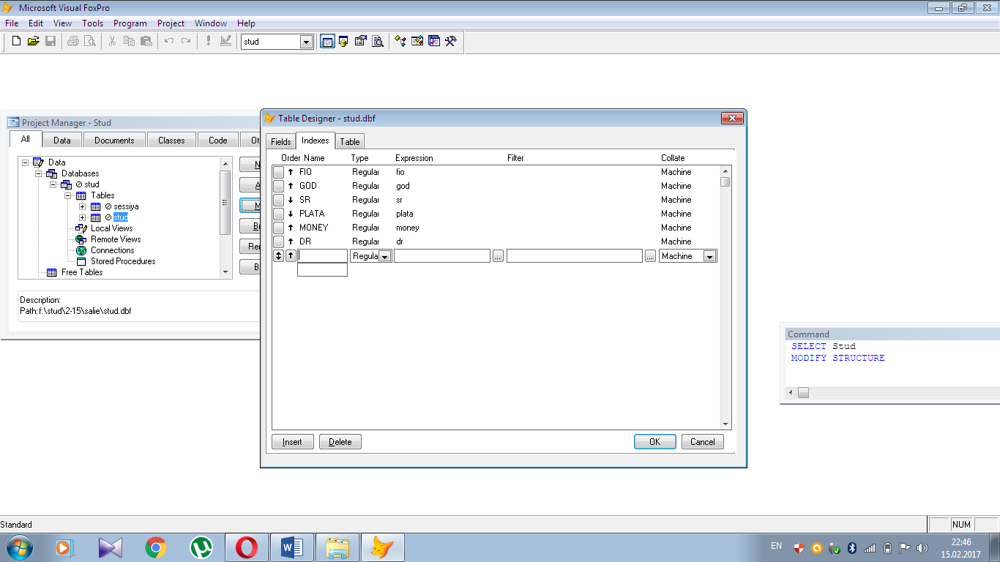 Microsoft Visual FoxPro
File Edit View Tools Program Project Window Help
stud
Project Manager - Stud
All Data Documents Classes Code Ot
Data
Databases
stud
Tables
sessiya
stud
Local Views
Remote Views
Connections
Stored Procedures
Free Tables
N
A
M
Bu
Rer
B
Description:
Path: f:\stud\2-15\salie\stud.dbf
Table Designer - stud.dbf
Fields Indexes Table
Order Name Type Expression Filter Collate
FIO Regular fio Machine
GOD Regular god Machine
SR Regular sr Machine
PLATA Regular plata Machine
MONEY Regular money Machine
DR Regular dr Machine
Regula Machine
Insert Delete OK Cancel
Command
SELECT Stud
MODIFY STRUCTURE
Standard NUM
EN 22:46
15.02.2017